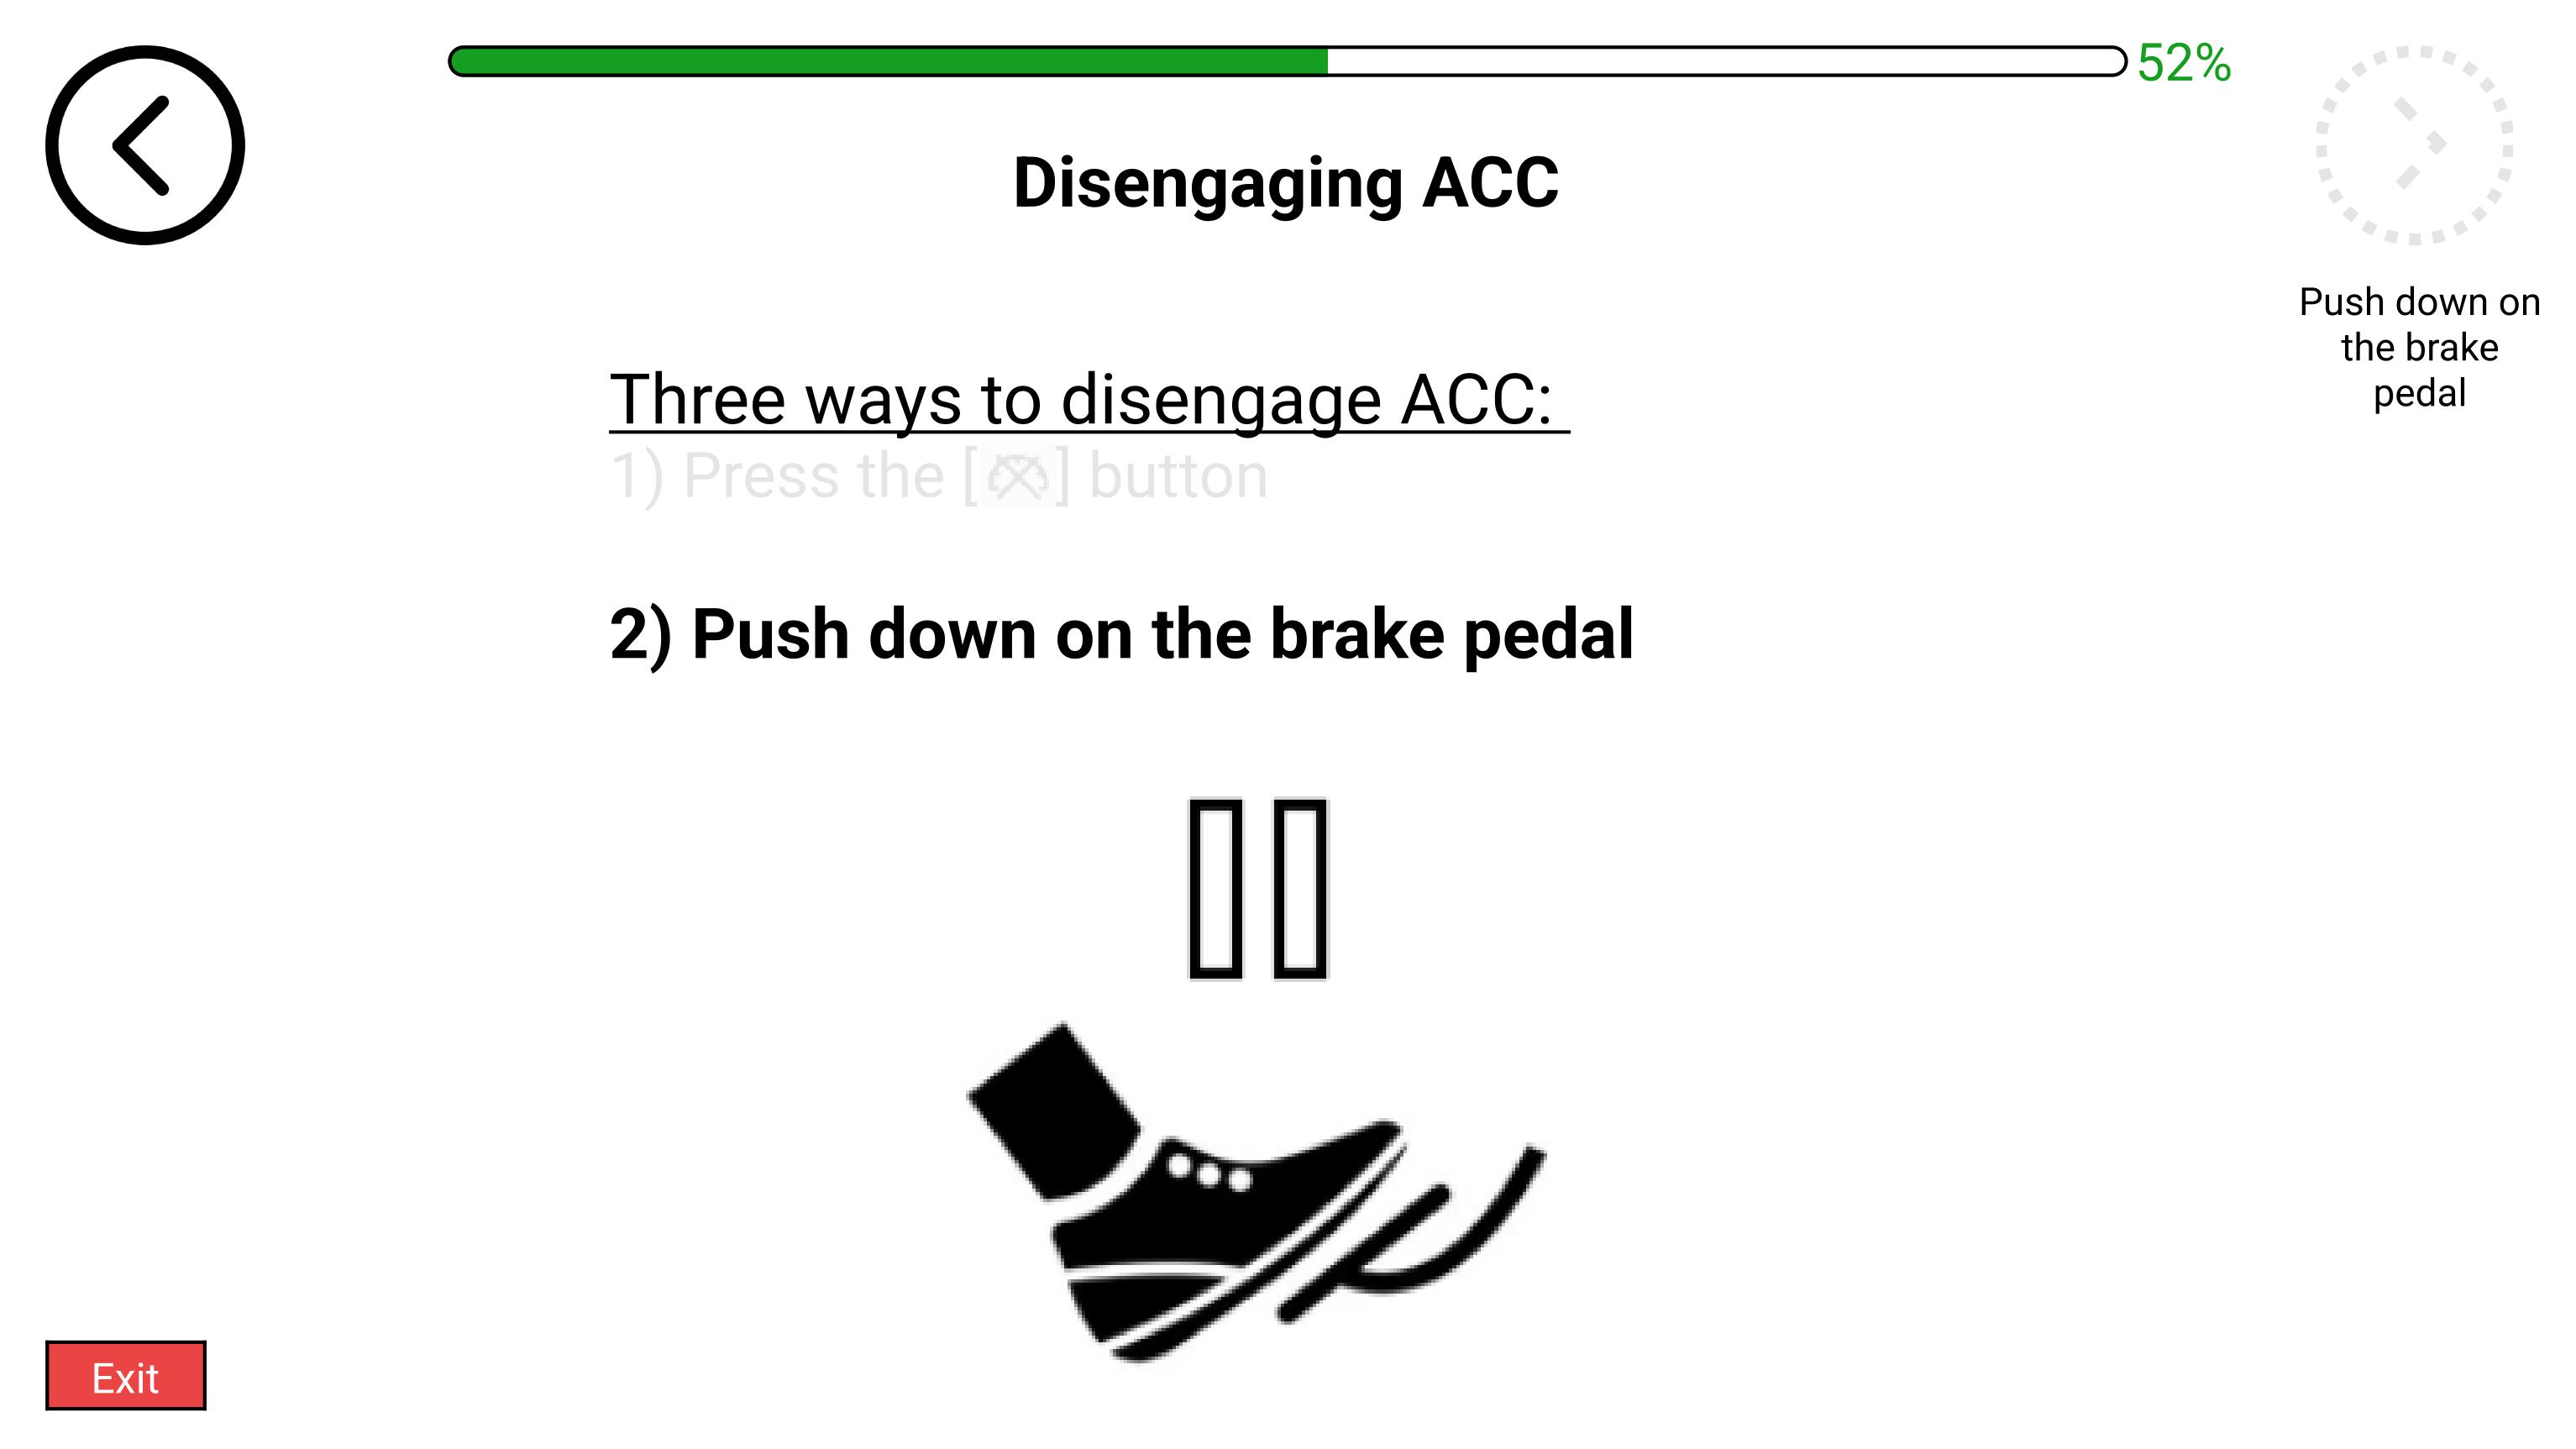 52%
Disengaging ACC
Push down on
the brake
pedal
Three ways to disengage ACC:
1) Press the [ ] button
2) Push down on the brake pedal
Exit